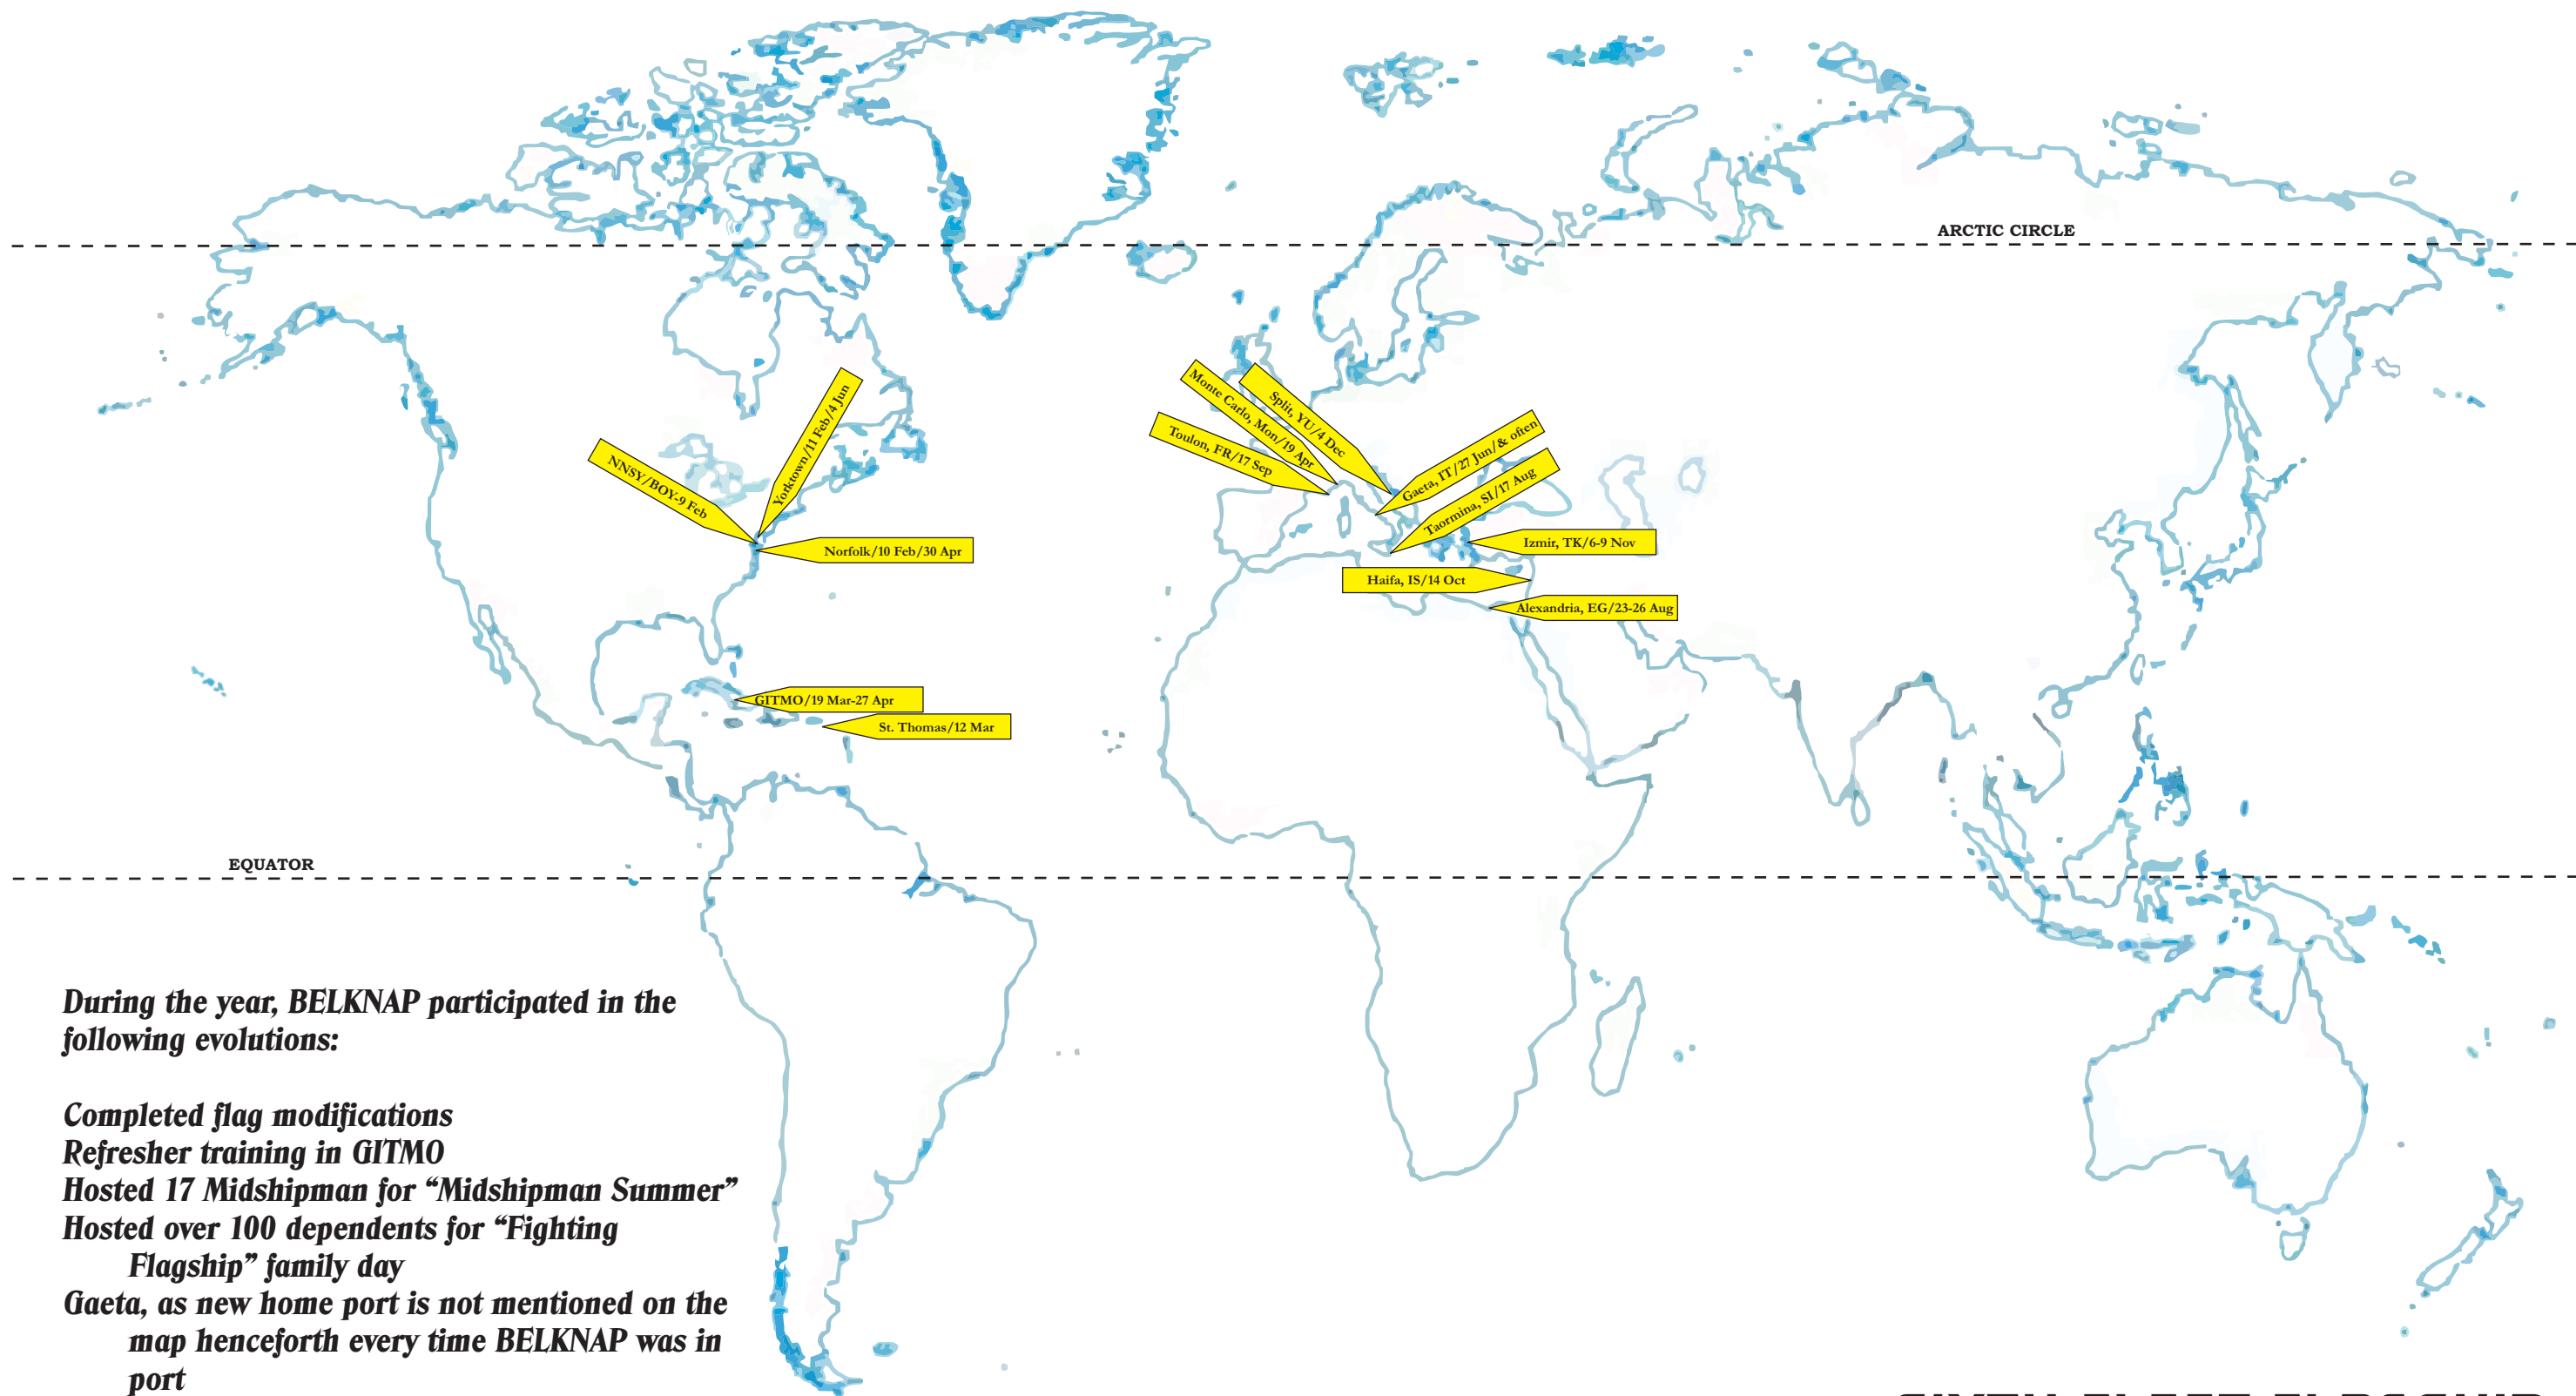 ARCTIC CIRCLE
Monte Carlo, Mon/19 Apr
Split, YU/4 Dec
Toulon, FR/17 Sep
Gaeta, IT/27 Jun/& often
Taormina, SI/17 Aug
Yorktown/11 Feb/4 Jun
NNSY/BOY-9 Feb
Norfolk/10 Feb/30 Apr
Izmir, TK/6-9 Nov
Haifa, IS/14 Oct
Alexandria, EG/23-26 Aug
GITMO/19 Mar-27 Apr
St. Thomas/12 Mar
EQUATOR
During the year, BELKNAP participated in the
following evolutions:
Completed flag modifications
Refresher training in GITMO
Hosted 17 Midshipman for “Midshipman Summer”
Hosted over 100 dependents for “Fighting
Flagship” family day
Gaeta, as new home port is not mentioned on the
map henceforth every time BELKNAP was in
port